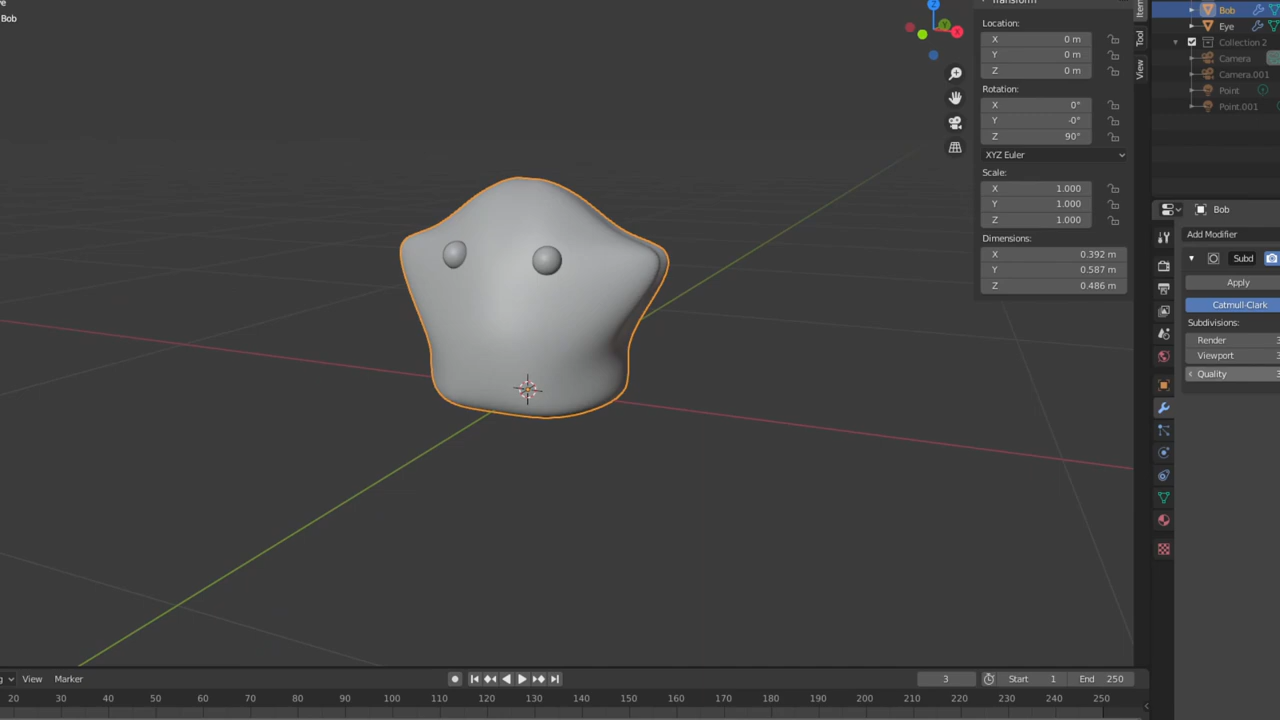 Bob
Transform
Location:
X 0 m
Y 0 m
Z 0 m
Rotation:
X 0°
Y -0°
Z 90°
XYZ Euler
Scale:
X 1.000
Y 1.000
Z 1.000
Dimensions:
X 0.392 m
Y 0.587 m
Z 0.486 m
Item
Tool
View
Z
Y
X
Bob
Eye
Collection 2
Camera
Camera.001
Point
Point.001
Bob
Add Modifier
Subd
Apply
Catmull-Clark
Subdivisions:
Render
Viewport
Quality
View Marker
3 Start 1 End 250
20 30 40 50 60 70 80 90 100 110 120 130 140 150 160 170 180 190 200 210 220 230 240 250